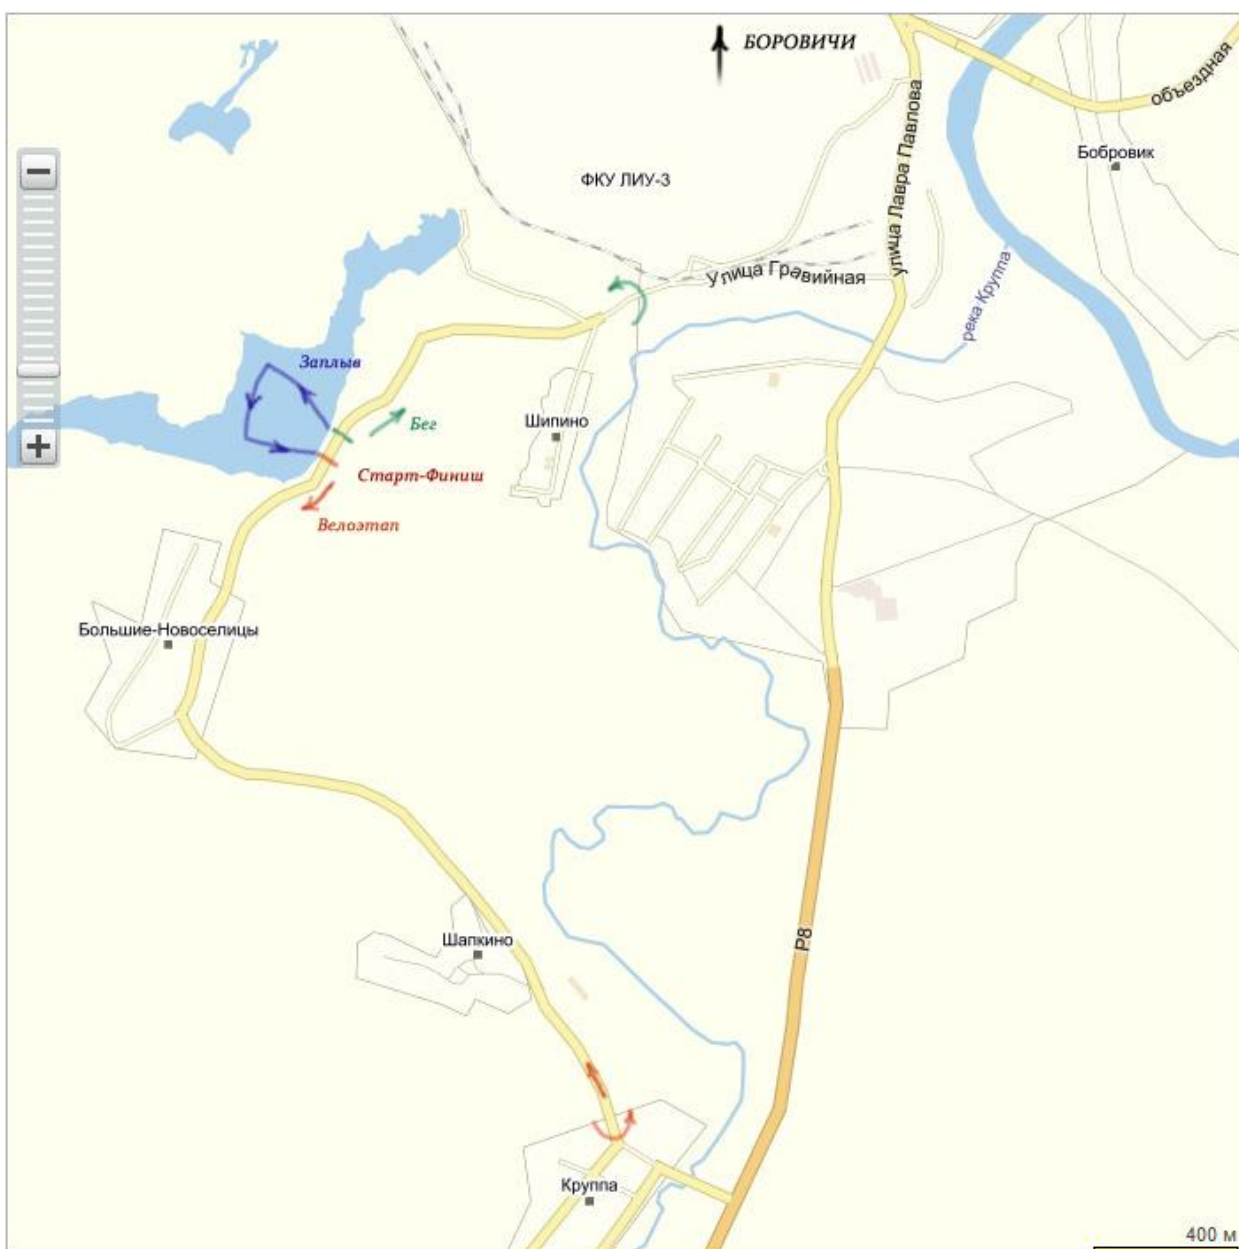 БОРОВИЧИ
объездная
улица Лавра Павлова
Бобровик
ФКУ ЛИУ-3
Улица Гравийная
река Круппа
Заплыв
Бег
Шипино
Старт-Финиш
Велоэтап
Большие-Новоселицы
Шапкино
Р8
Круппа
400 м